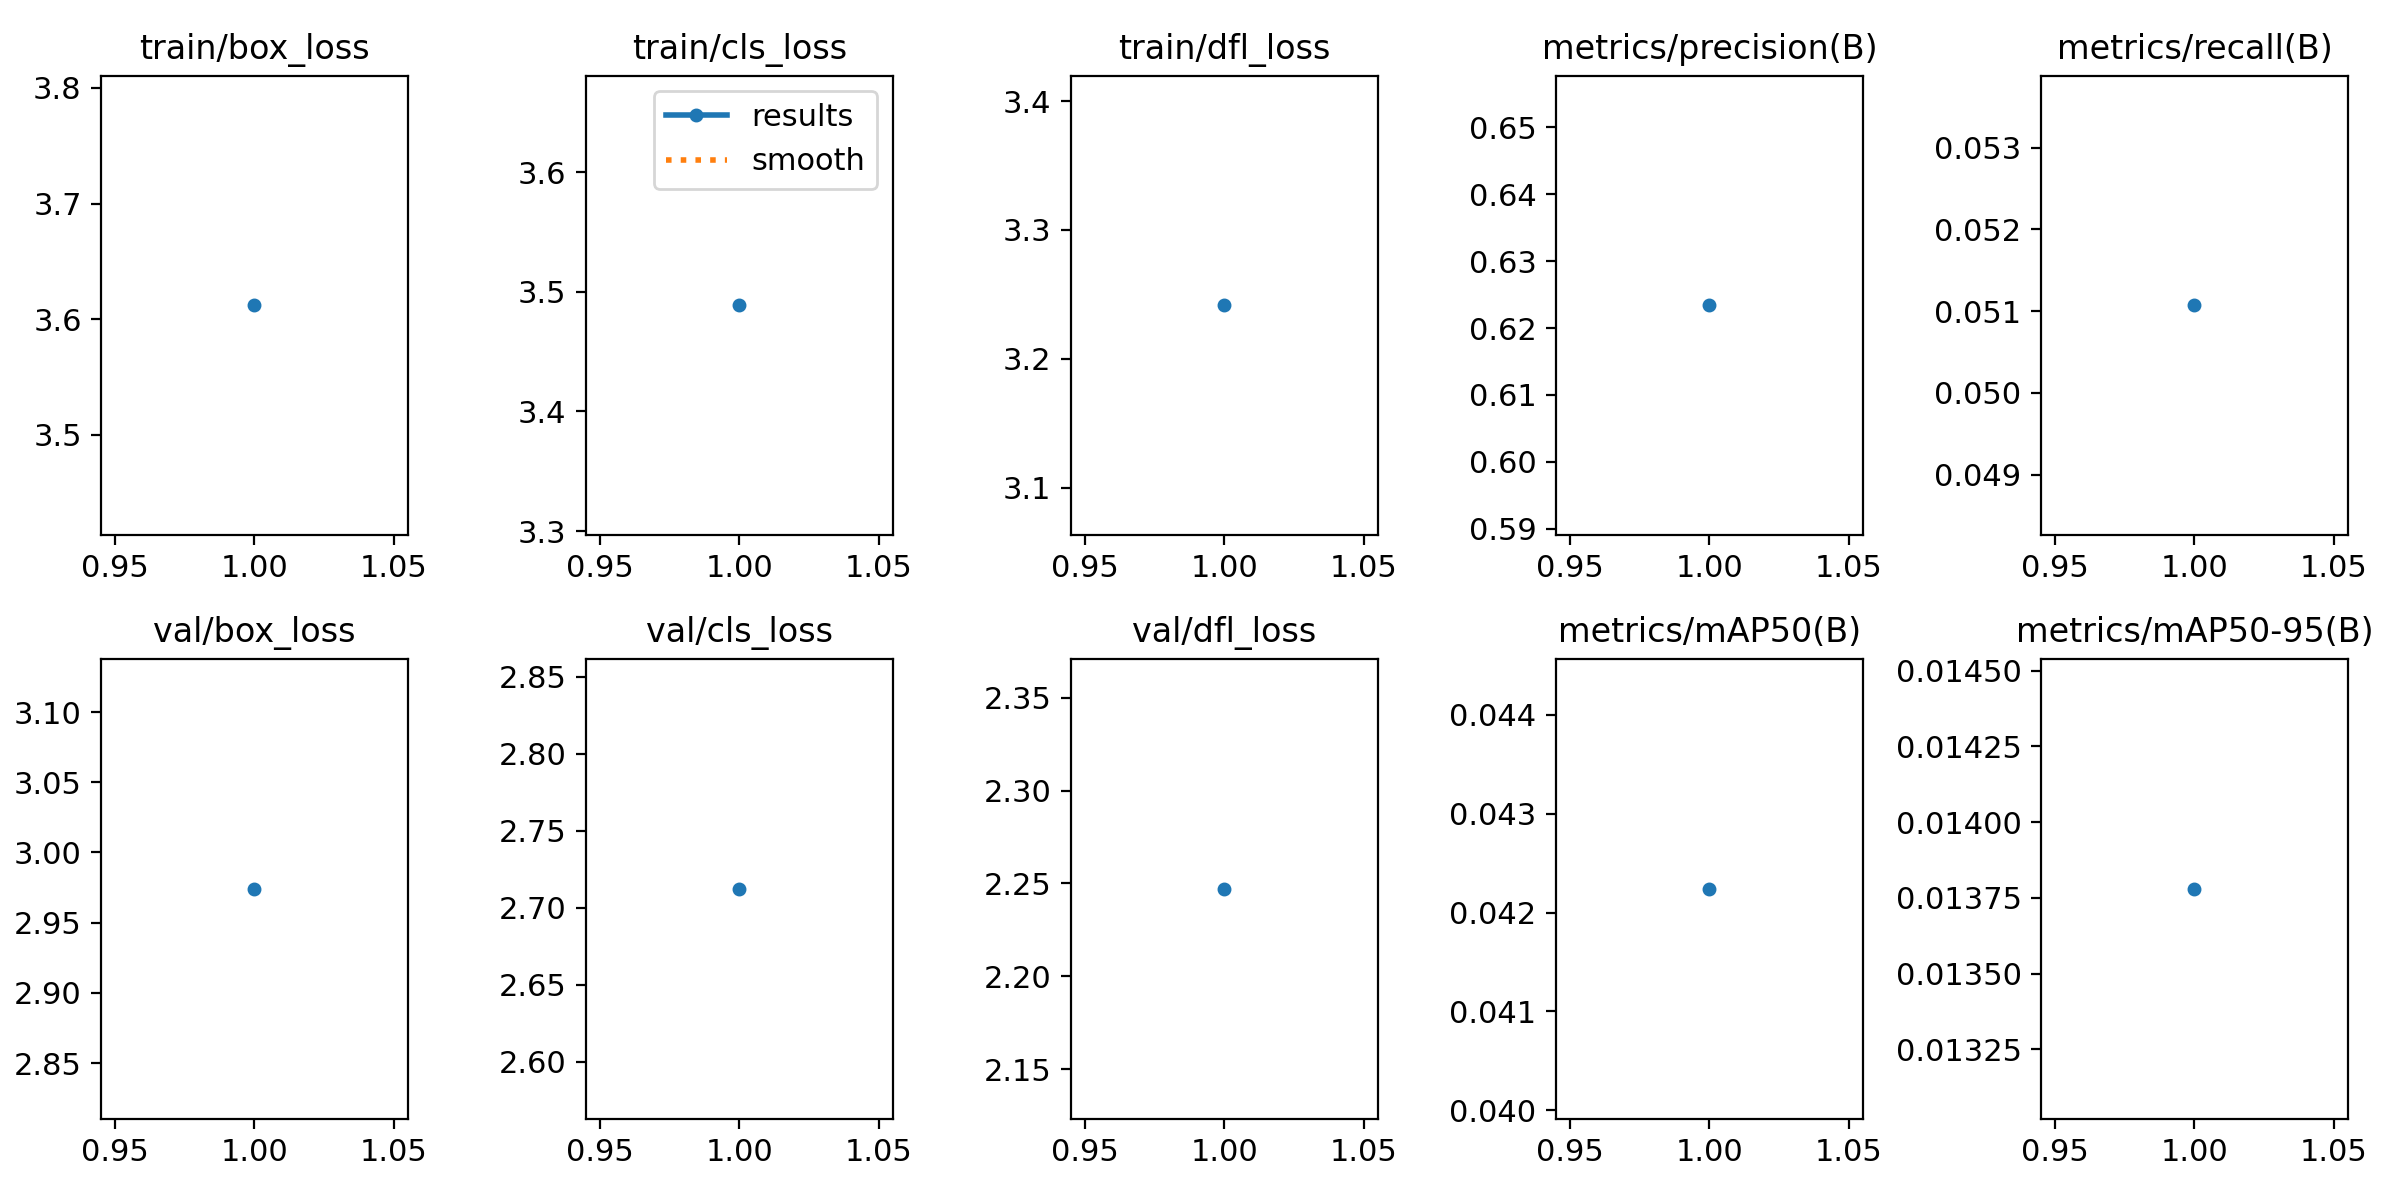 train/box_loss
3.8
3.7
3.6
3.5
0.95 1.00 1.05
train/cls_loss
results
smooth
3.6
3.5
3.4
3.3
0.95 1.00 1.05
train/dfl_loss
3.4
3.3
3.2
3.1
0.95 1.00 1.05
metrics/precision(B)
0.65
0.64
0.63
0.62
0.61
0.60
0.59
0.95 1.00 1.05
metrics/recall(B)
0.053
0.052
0.051
0.050
0.049
0.95 1.00 1.05
val/box_loss
3.10
3.05
3.00
2.95
2.90
2.85
0.95 1.00 1.05
val/cls_loss
2.85
2.80
2.75
2.70
2.65
2.60
0.95 1.00 1.05
val/dfl_loss
2.35
2.30
2.25
2.20
2.15
0.95 1.00 1.05
metrics/mAP50(B)
0.044
0.043
0.042
0.041
0.040
0.95 1.00 1.05
metrics/mAP50-95(B)
0.01450
0.01425
0.01400
0.01375
0.01350
0.01325
0.95 1.00 1.05